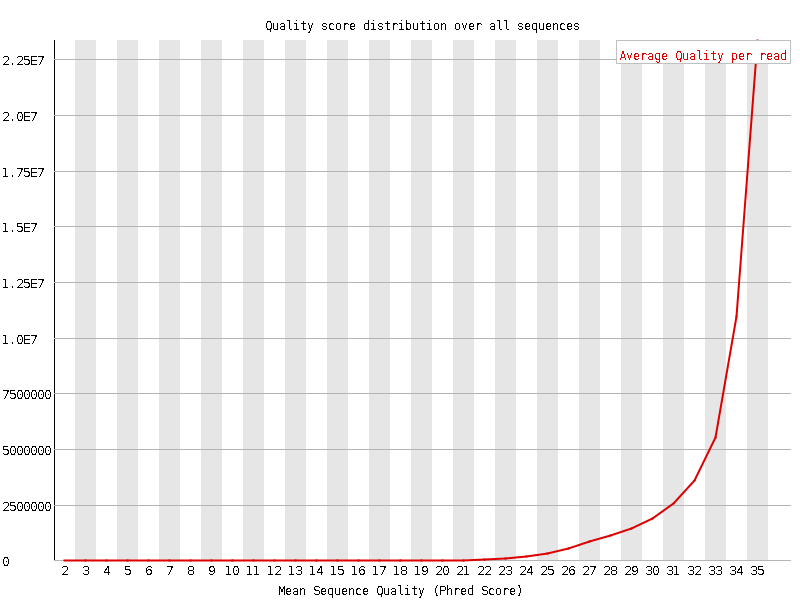 Quality score distribution over all sequences
Average Quality per read
2.25E7
2.0E7
1.75E7
1.5E7
1.25E7
1.0E7
7500000
5000000
2500000
0
2 3 4 5 6 7 8 9 10 11 12 13 14 15 16 17 18 19 20 21 22 23 24 25 26 27 28 29 30 31 32 33 34 35
Mean Sequence Quality (Phred Score)